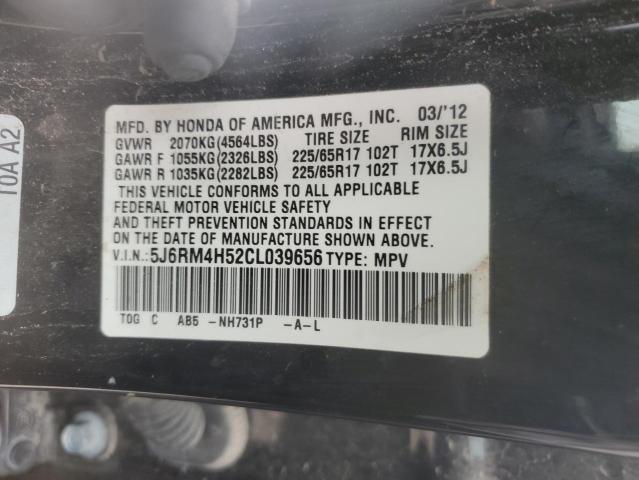 MFD. BY HONDA OF AMERICA MFG., INC. 03/'12
GVWR 2070KG(4564LBS) TIRE SIZE RIM SIZE
GAWR F 1055KG(2326LBS) 225/65R17 102T 17X6.5J
GAWR R 1035KG(2282LBS) 225/65R17 102T 17X6.5J
THIS VEHICLE CONFORMS TO ALL APPLICABLE
FEDERAL MOTOR VEHICLE SAFETY
AND THEFT PREVENTION STANDARDS IN EFFECT
ON THE DATE OF MANUFACTURE SHOWN ABOVE.
V.I.N.:5J6RM4H52CL039656 TYPE: MPV
T0G C AB5 -NH731P -A-L
T0A A2